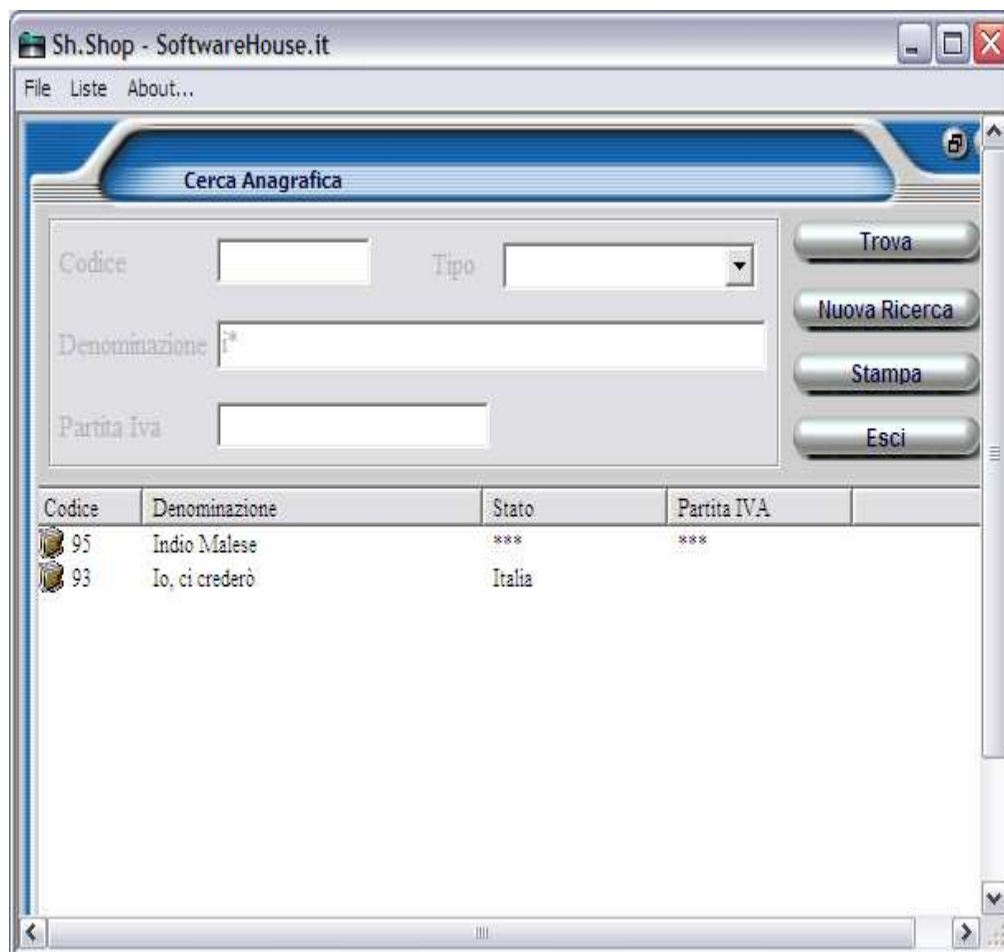 Sh.Shop - SoftwareHouse.it
File Liste About...
Cerca Anagrafica
Codice Tipo Trova
Nuova Ricerca
Denominazione i*
Stampa
Partita Iva Esci
Codice Denominazione Stato Partita IVA
95 Indio Malese *** ***
93 Io, ci crederò Italia